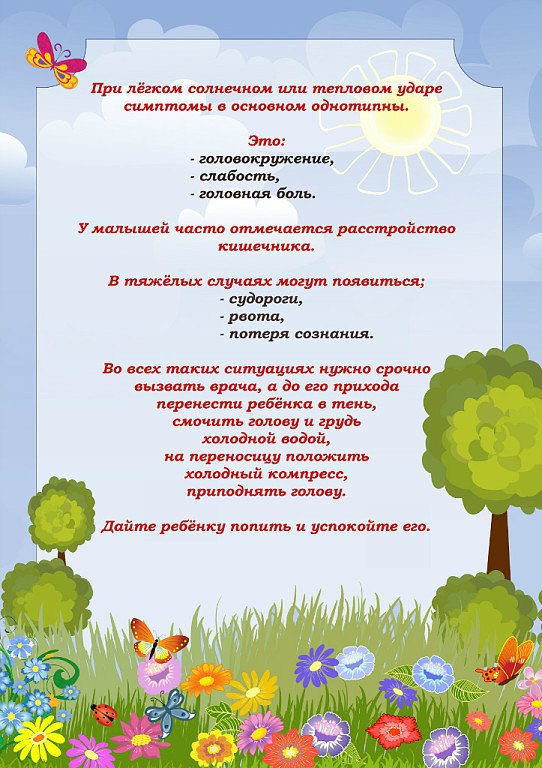 При лёгком солнечном или тепловом ударе
симптомы в основном однотипны.
Это:
- головокружение,
- слабость,
- головная боль.
У малышей часто отмечается расстройство
кишечника.
В тяжёлых случаях могут появиться;
- судороги,
- рвота,
- потеря сознания.
Во всех таких ситуациях нужно срочно
вызвать врача, а до его прихода
перенести ребёнка в тень,
смочить голову и грудь
холодной водой,
на переносицу положить
холодный компресс,
приподнять голову.
Дайте ребёнку попить и успокойте его.